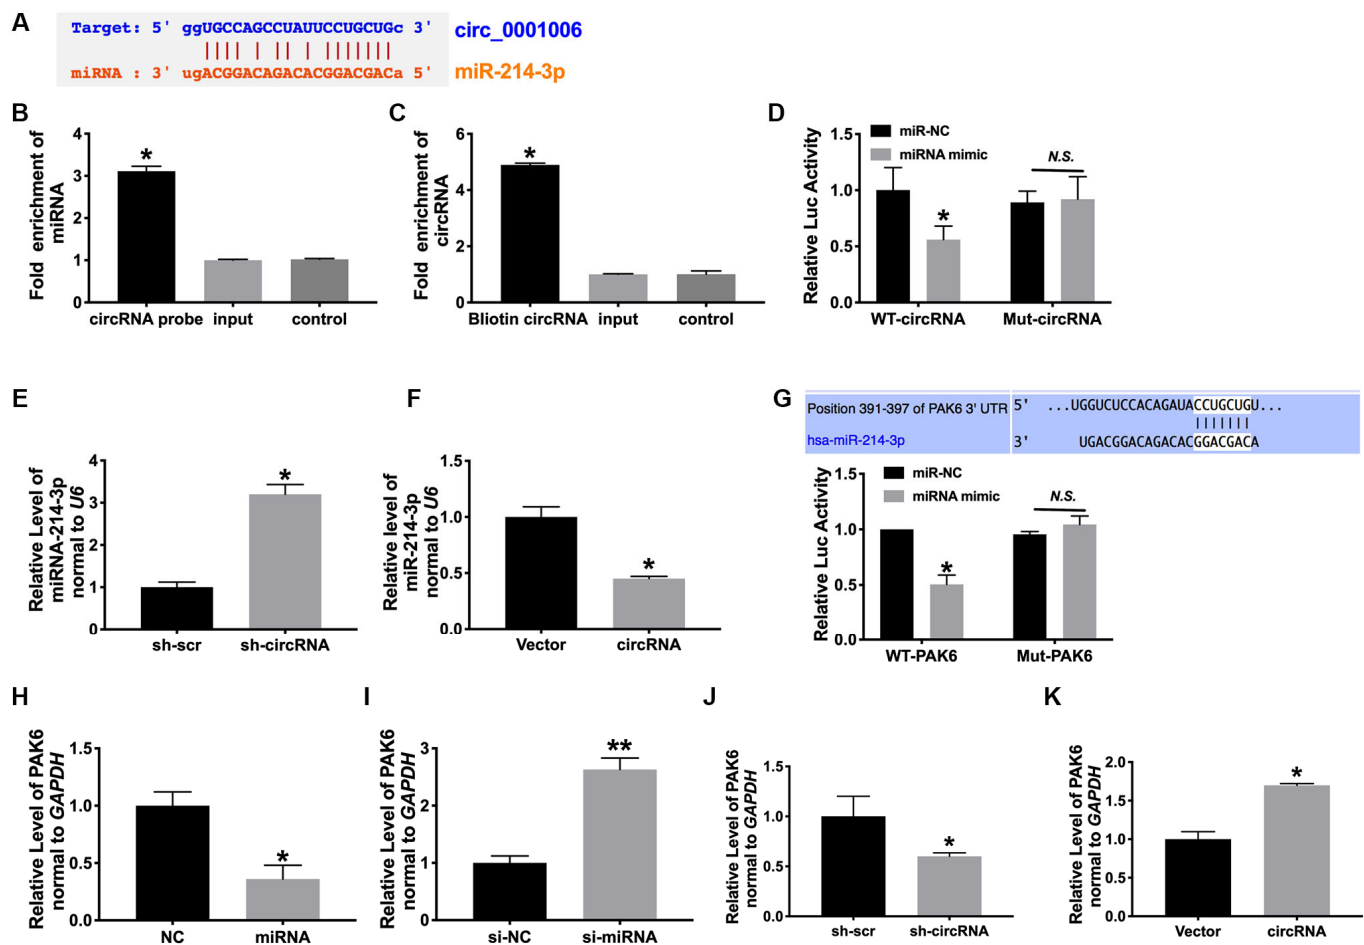 A
Target: 5' ggUGCCAGCCUAUUCCUGCUGc 3' circ_0001006
|||| | || | |||||||
miRNA : 3' ugACGGACAGACACGGACGACa 5' miR-214-3p
B
Fold enrichment of
miRNA
4
3
2
1
0
*
circRNA probe input control
C
Fold enrichment of
circRNA
6
4
2
0
*
Bliotin circRNA input control
D
Relative Luc Activity
1.5
1.0
0.5
0.0
miR-NC
miRNA mimic
*
N.S.
WT-circRNA Mut-circRNA
E
Relative Level of
miRNA-214-3p
normal to U6
4
3
2
1
0
*
sh-scr sh-circRNA
F
Relative level of
miR-214-3p
normal to U6
1.5
1.0
0.5
0.0
*
Vector circRNA
G
Position 391-397 of PAK6 3' UTR 5' ...UGGUCUCCACAGAUACCUGCUGU...
|||||||
hsa-miR-214-3p 3' UGACGGACAGACACGGACGACA
Relative Luc Activity
1.5
1.0
0.5
0.0
miR-NC
miRNA mimic
*
N.S.
WT-PAK6 Mut-PAK6
H
Relative Level of PAK6
normal to GAPDH
1.5
1.0
0.5
0.0
*
NC miRNA
I
Relative Level of PAK6
normal to GAPDH
3
2
1
0
**
si-NC si-miRNA
J
Relative Level of PAK6
normal to GAPDH
1.5
1.0
0.5
0.0
*
sh-scr sh-circRNA
K
Relative Level of PAK6
normal to GAPDH
2.0
1.5
1.0
0.5
0.0
*
Vector circRNA